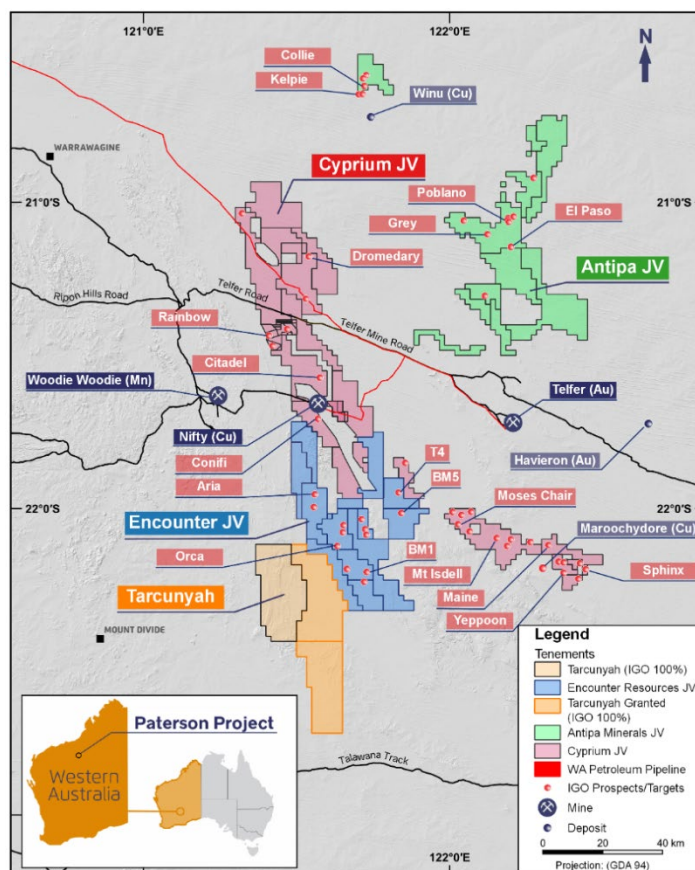 121°0'E
122°0'E
Collie
Kelpie
Winu (Cu)
N
WARRAWAGINE
Cyprium JV
21°0'S
21°0'S
Poblano
El Paso
Grey
Dromedary
Antipa JV
Ripon Hills Road
Telfer Road
Telfer Mine Road
Rainbow
Citadel
Woodie Woodie (Mn)
Telfer (Au)
Nifty (Cu)
Havieron (Au)
Conifi
T4
Aria
BM5
22°0'S
22°0'S
Moses Chair
Encounter JV
Maroochydore (Cu)
Orca
BM1
Mt Isdell
Sphinx
Tarcunyah
Maine
Yeppoon
MOUNT DIVIDE
Legend
Tenements
Tarcunyah (IGO 100%)
Encounter Resources JV
Tarcunyah Granted
(IGO 100%)
Antipa Minerals JV
Cyprium JV
WA Petroleum Pipeline
IGO Prospects/Targets
Mine
Deposit
0 20 40 km
Projection: (GDA 94)
Paterson Project
Western
Australia
Talawana Track
121°0'E
122°0'E